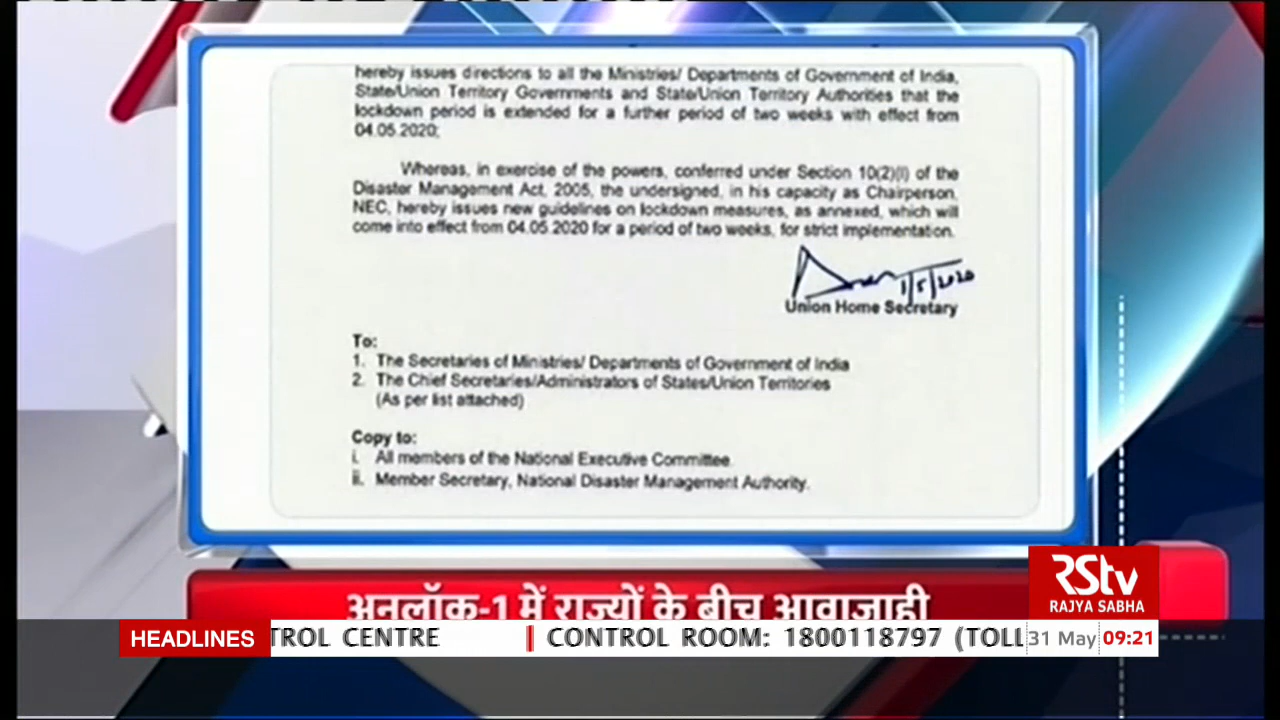 hereby issues directions to all the Ministries/ Departments of Government of India,
State/Union Territory Governments and State/Union Territory Authorities that the
lockdown period is extended for a further period of two weeks with effect from
04.05.2020;
Whereas, in exercise of the powers, conferred under Section 10(2)(l) of the
Disaster Management Act, 2005, the undersigned, in his capacity as Chairperson,
NEC, hereby issues new guidelines on lockdown measures, as annexed, which will
come into effect from 04.05.2020 for a period of two weeks, for strict implementation.
1/5/2020
Union Home Secretary
To:
1. The Secretaries of Ministries/ Departments of Government of India
2. The Chief Secretaries/Administrators of States/Union Territories
(As per list attached)
Copy to:
i. All members of the National Executive Committee.
ii. Member Secretary, National Disaster Management Authority.
अनलॉक-1 में राज्यों के बीच आवाजाही
RStv
RAJYA SABHA
HEADLINES TROL CENTRE | CONTROL ROOM: 1800118797 (TOLL 31 May 09:21